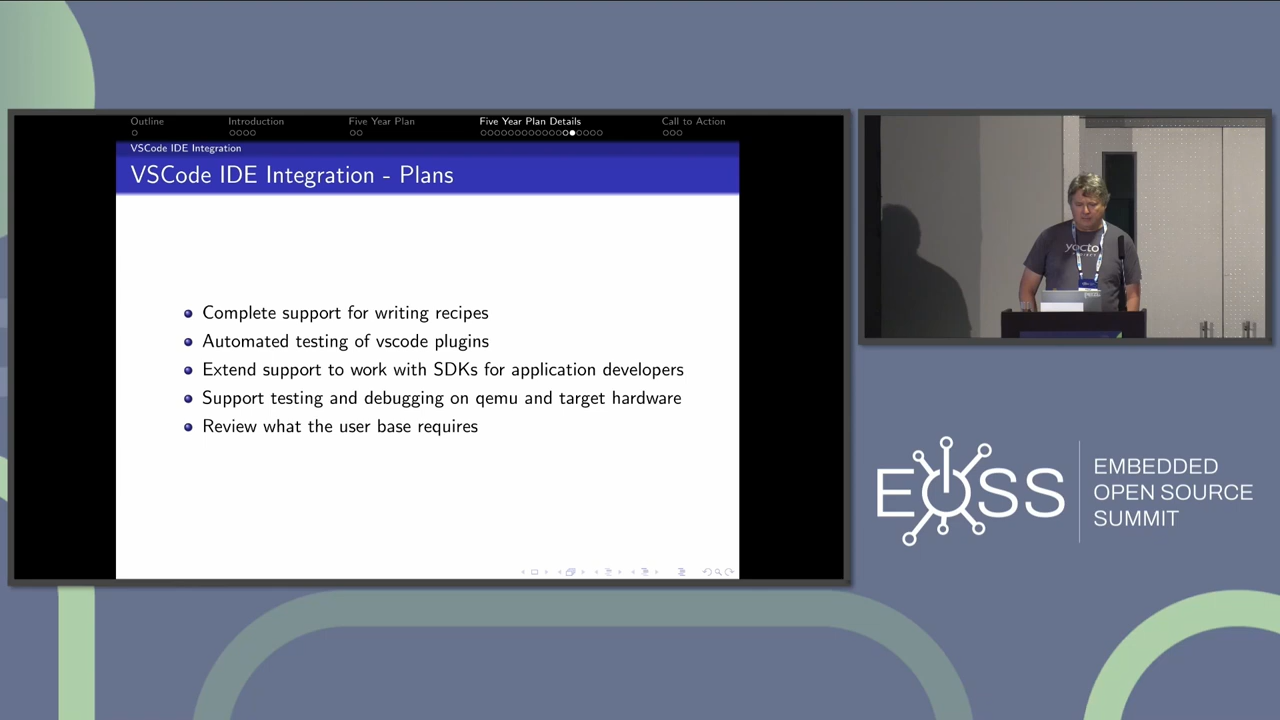 Outline
Introduction
Five Year Plan
Five Year Plan Details
Call to Action
VSCode IDE Integration
VSCode IDE Integration - Plans
Complete support for writing recipes
Automated testing of vscode plugins
Extend support to work with SDKs for application developers
Support testing and debugging on qemu and target hardware
Review what the user base requires
yocto
EOSS
EMBEDDED
OPEN SOURCE
SUMMIT